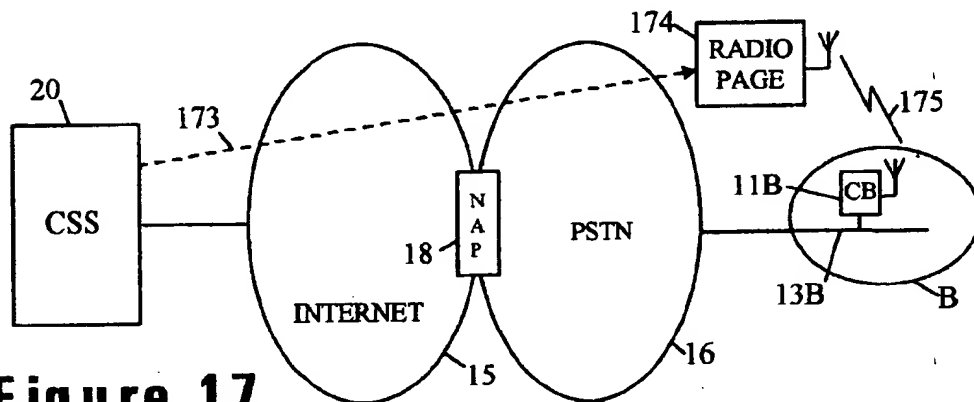 174
RADIO
PAGE
20
173
175
11B
CB
CSS
N
A
P
18
PSTN
13B
B
INTERNET
15
16
Figure 17